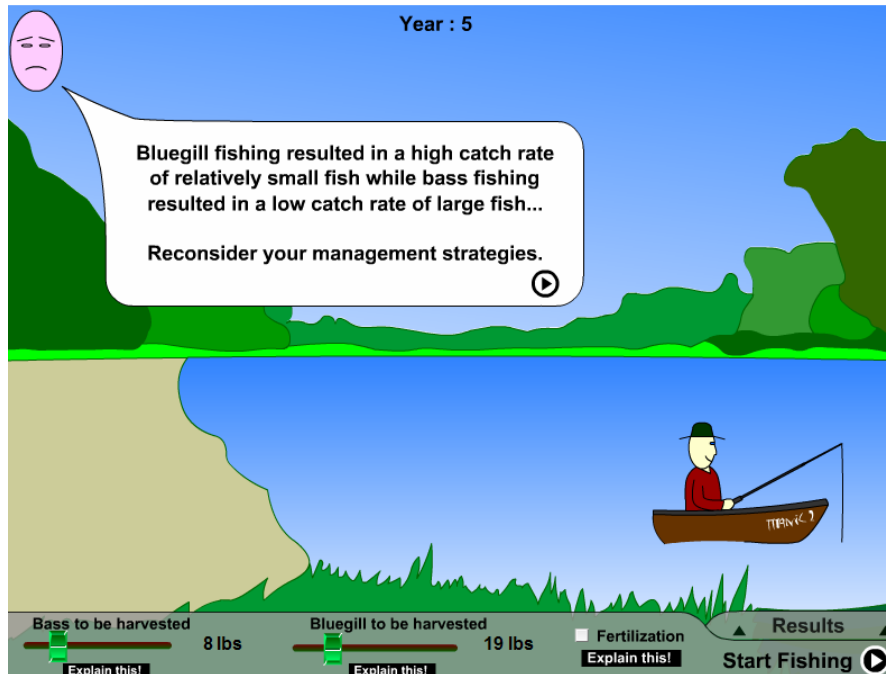 Year : 5
Bluegill fishing resulted in a high catch rate
of relatively small fish while bass fishing
resulted in a low catch rate of large fish...
Reconsider your management strategies.
Bass to be harvested
8 lbs
Explain this!
Bluegill to be harvested
19 lbs
Explain this!
Fertilization
Explain this!
Results
Start Fishing